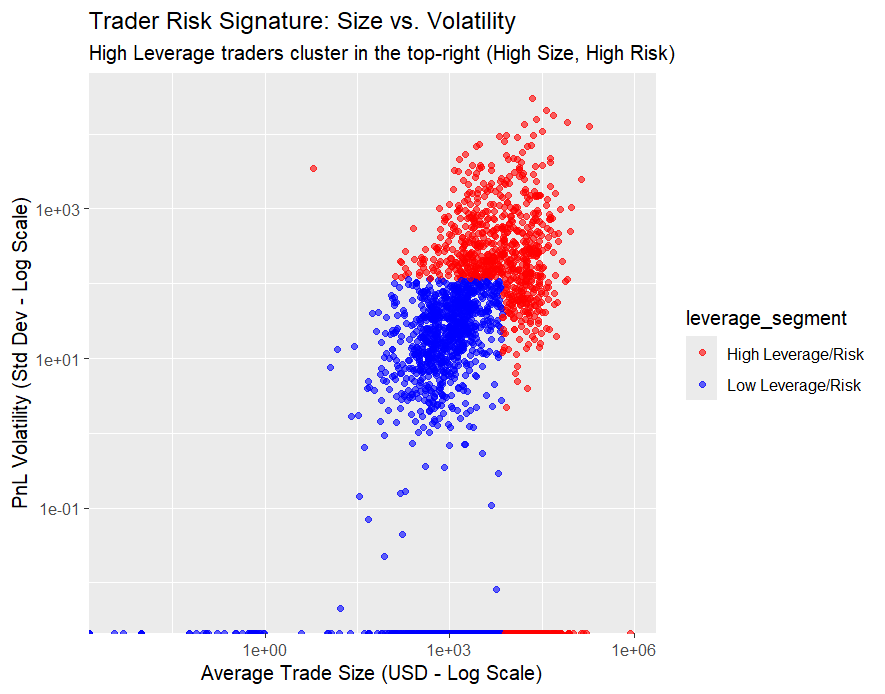 Trader Risk Signature: Size vs. Volatility
High Leverage traders cluster in the top-right (High Size, High Risk)
PnL Volatility (Std Dev - Log Scale)
1e+03
1e+01
1e-01
1e+00
1e+03
1e+06
Average Trade Size (USD - Log Scale)
leverage_segment
High Leverage/Risk
Low Leverage/Risk